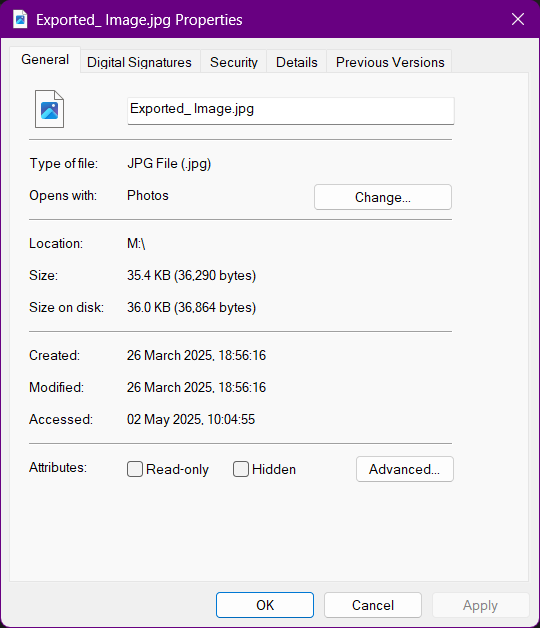 Exported_ Image.jpg Properties
General Digital Signatures Security Details Previous Versions
Exported_ Image.jpg
Type of file: JPG File (.jpg)
Opens with: Photos Change...
Location: M:\
Size: 35.4 KB (36,290 bytes)
Size on disk: 36.0 KB (36,864 bytes)
Created: 26 March 2025, 18:56:16
Modified: 26 March 2025, 18:56:16
Accessed: 02 May 2025, 10:04:55
Attributes: Read-only Hidden Advanced...
OK Cancel Apply